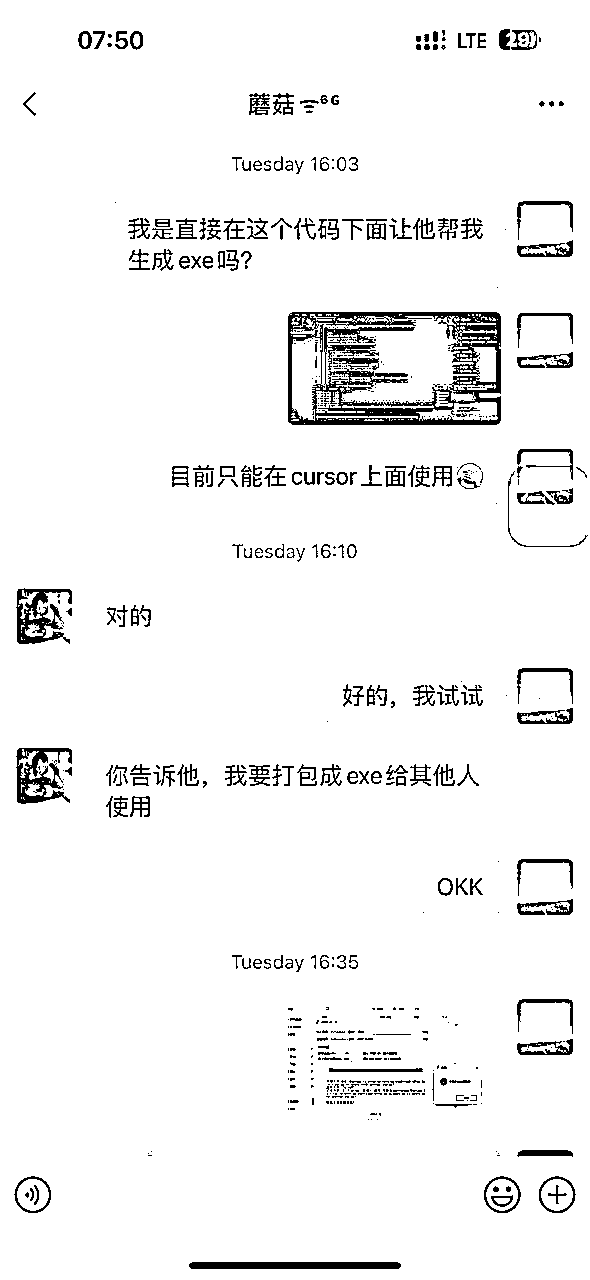 07:50
LTE
29
蘑菇 6G
Tuesday 16:03
我是直接在这个代码下面让他帮我
生成exe吗？
目前只能在cursor上面使用
Tuesday 16:10
对的
好的，我试试
你告诉他，我要打包成exe给其他人
使用
OKK
Tuesday 16:35